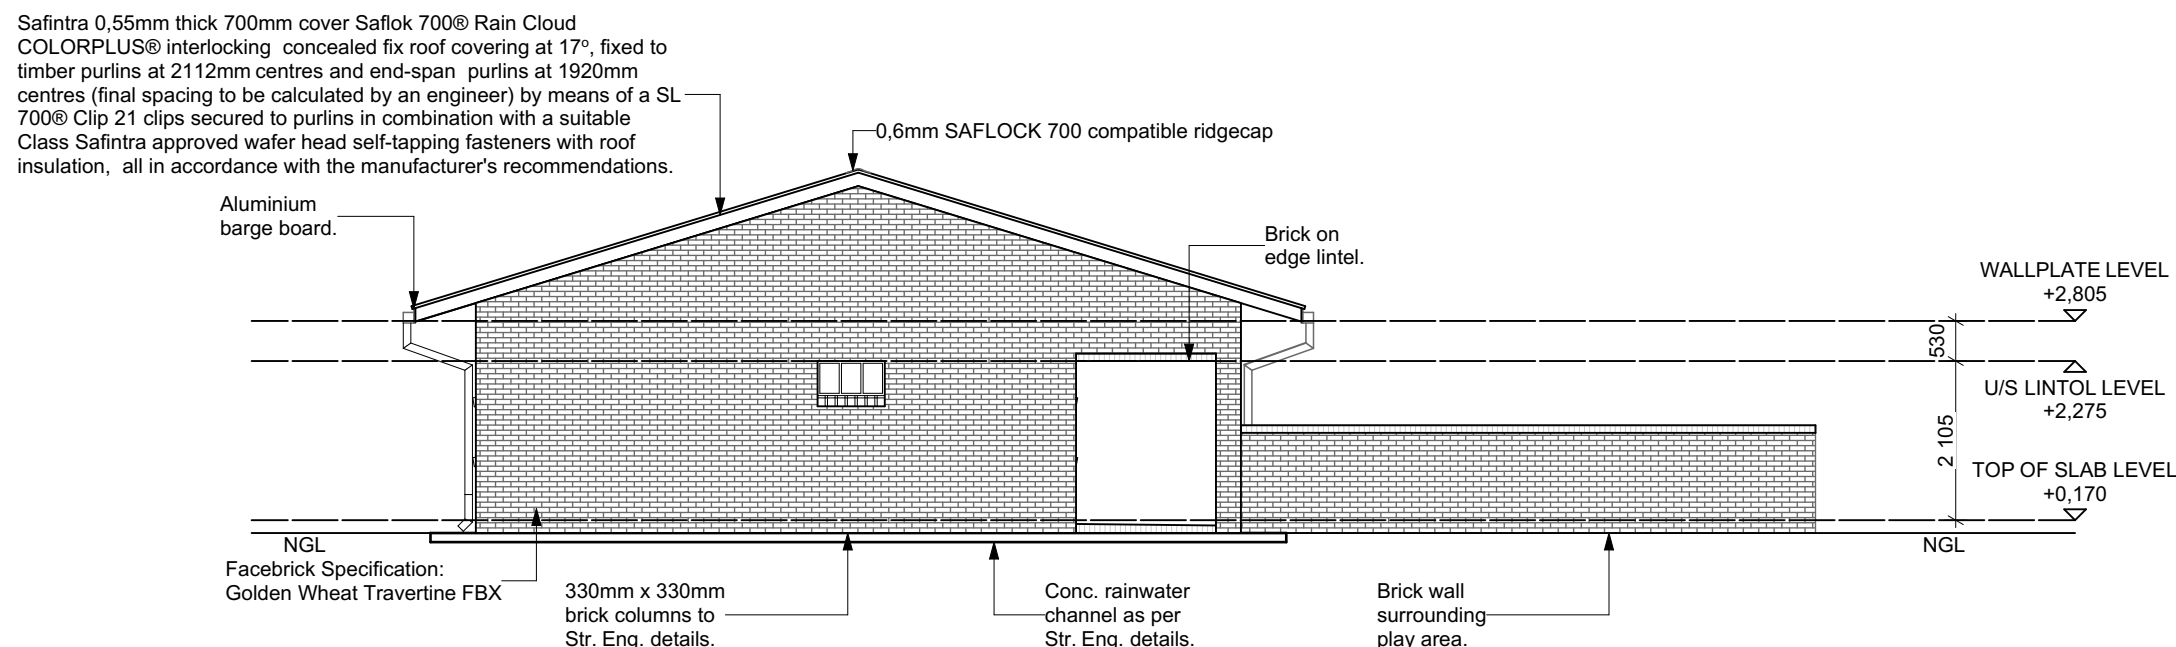 Safintra 0,55mm thick 700mm cover Saflok 700® Rain Cloud
COLORPLUS® interlocking concealed fix roof covering at 17°, fixed to
timber purlins at 2112mm centres and end-span purlins at 1920mm
centres (final spacing to be calculated by an engineer) by means of a SL
700® Clip 21 clips secured to purlins in combination with a suitable
Class Safintra approved wafer head self-tapping fasteners with roof
insulation, all in accordance with the manufacturer's recommendations.
0,6mm SAFLOCK 700 compatible ridgecap
Aluminium
barge board.
Brick on
edge lintel.
WALLPLATE LEVEL
+2,805
530
U/S LINTOL LEVEL
+2,275
2 105
TOP OF SLAB LEVEL
+0,170
NGL
NGL
Facebrick Specification:
Golden Wheat Travertine FBX
330mm x 330mm
brick columns to
Str. Eng. details.
Conc. rainwater
channel as per
Str. Eng. details.
Brick wall
surrounding
play area.